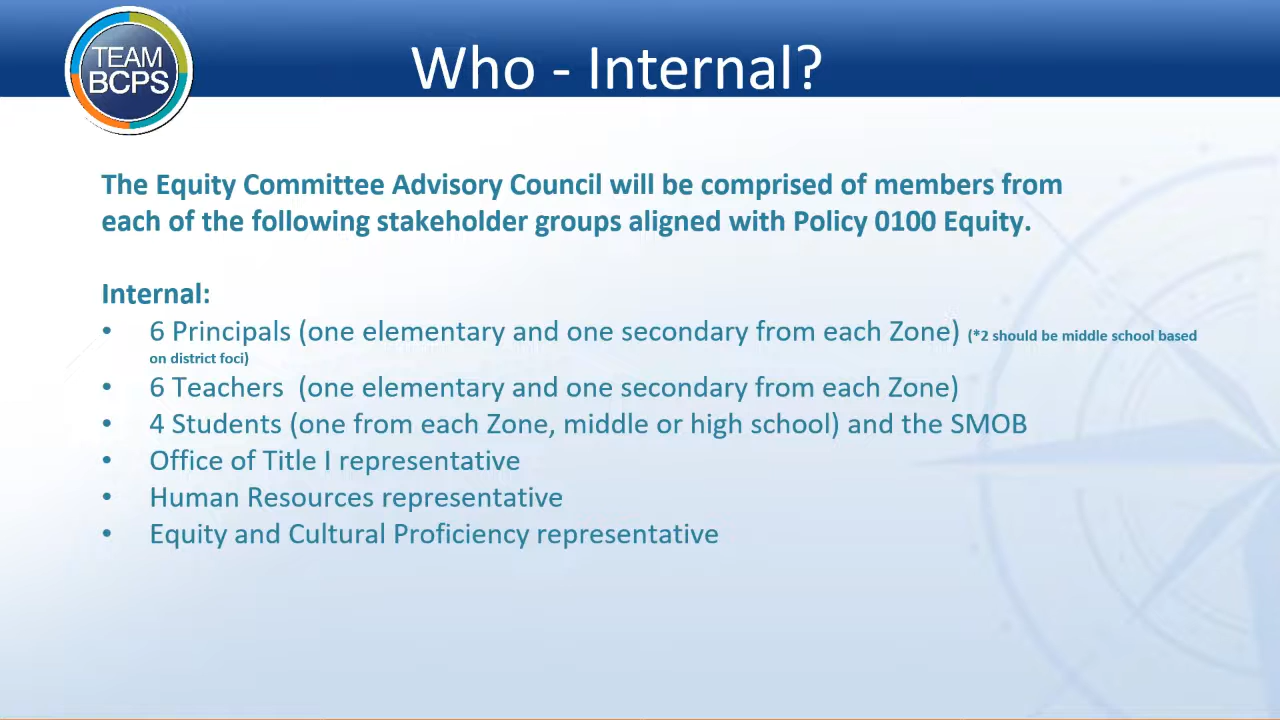 TEAM
BCPS
Who - Internal?
The Equity Committee Advisory Council will be comprised of members from
each of the following stakeholder groups aligned with Policy 0100 Equity.
Internal:
• 6 Principals (one elementary and one secondary from each Zone) (*2 should be middle school based
on district foci)
• 6 Teachers  (one elementary and one secondary from each Zone)
• 4 Students (one from each Zone, middle or high school) and the SMOB
• Office of Title I representative
• Human Resources representative
• Equity and Cultural Proficiency representative